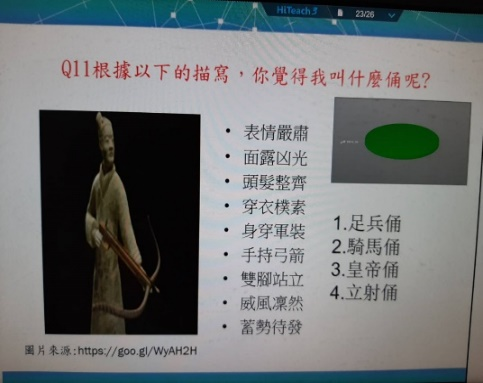 HiTeach5
23/26
Q11根據以下的描寫，你覺得我叫什麼俑呢?
• 表情嚴肅
• 面露凶光
• 頭髮整齊
• 穿衣樸素
• 身穿軍裝
• 手持弓箭
• 雙腳站立
• 威風凜然
• 蓄勢待發
1.足兵俑
2.騎馬俑
3.皇帝俑
4.立射俑
圖片來源:https://goo.gl/WyAH2H